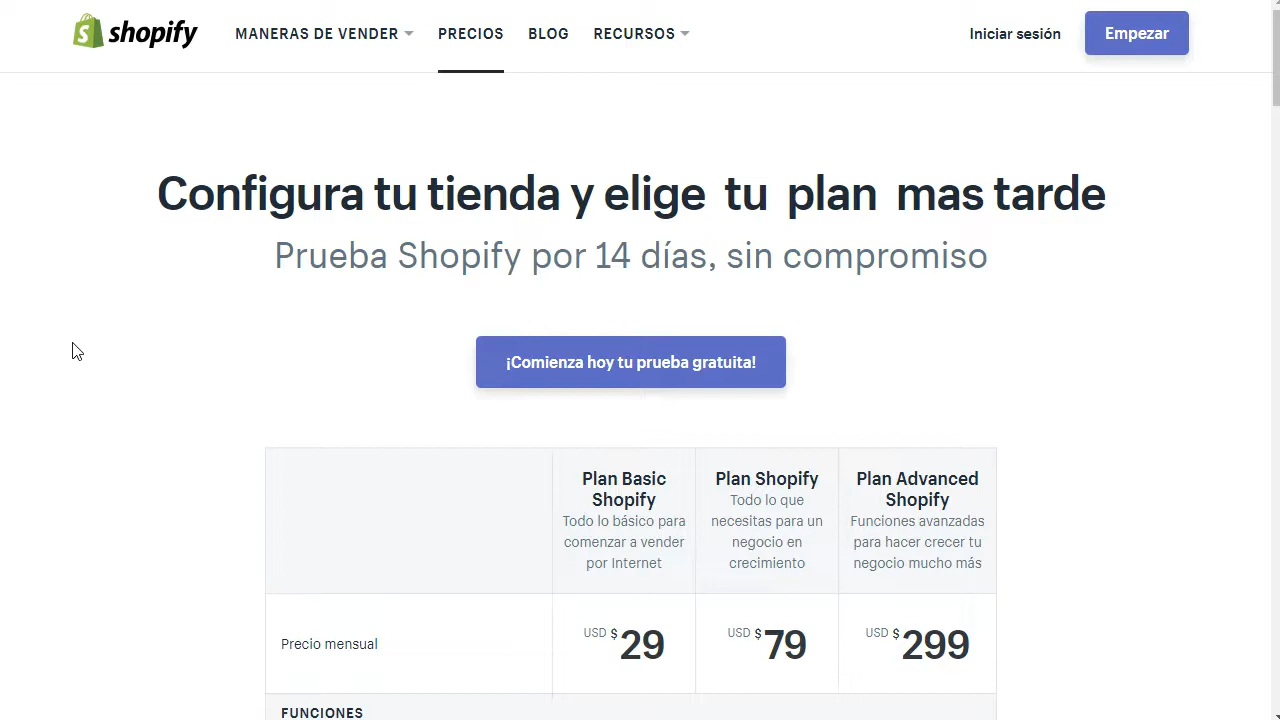 shopify
MANERAS DE VENDER
PRECIOS
BLOG
RECURSOS
Iniciar sesión
Empezar
Configura tu tienda y elige tu plan mas tarde
Prueba Shopify por 14 días, sin compromiso
¡Comienza hoy tu prueba gratuita!
Plan Basic
Shopify
Todo lo básico para
comenzar a vender
por Internet
Plan Shopify
Todo lo que
necesitas para un
negocio en
crecimiento
Plan Advanced
Shopify
Funciones avanzadas
para hacer crecer tu
negocio mucho más
Precio mensual
USD $ 29
USD $ 79
USD $ 299
FUNCIONES